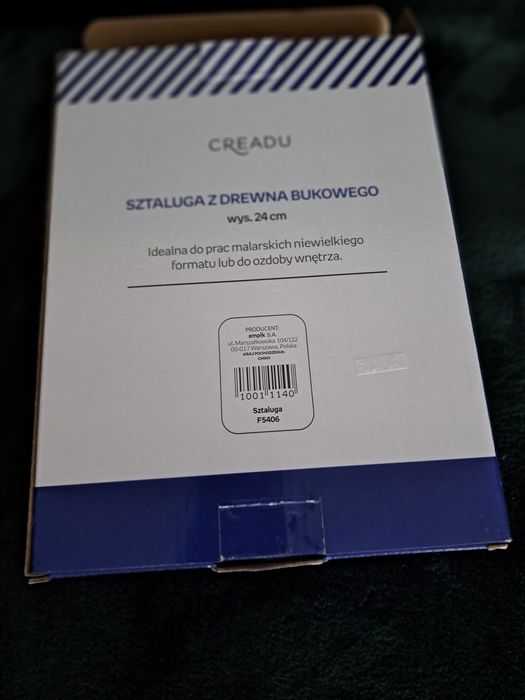 CREADU
SZTALUGA Z DREWNA BUKOWEGO
wys. 24 cm
Idealna do prac malarskich niewielkiego
formatu lub do ozdoby wnętrza.
PRODUCENT:
empik S.A.
ul. Marszałkowska 104/122
00-017 Warszawa, Polska
KRAJ POCHODZENIA:
CHINY
1001 1140
Sztaluga
F5406